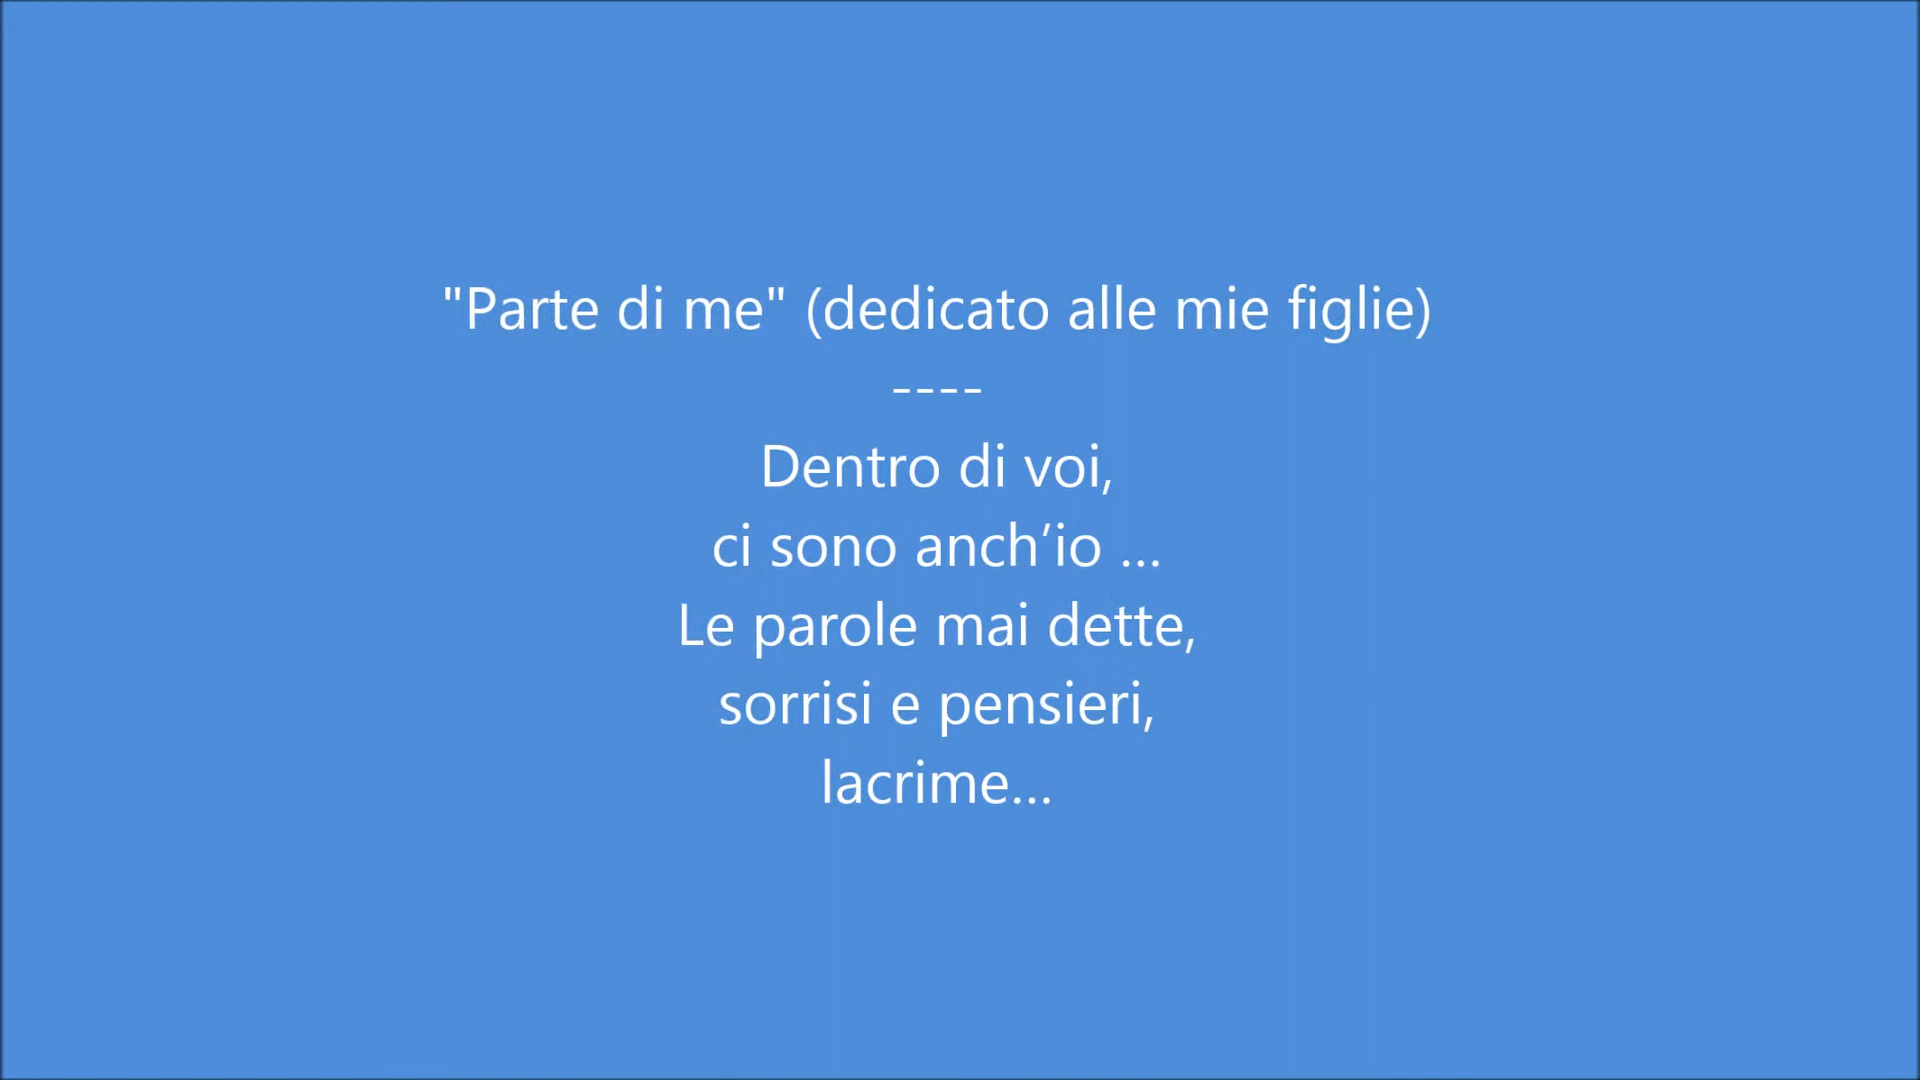 "Parte di me" (dedicato alle mie figlie)
----
Dentro di voi,
ci sono anch’io ...
Le parole mai dette,
sorrisi e pensieri,
lacrime...